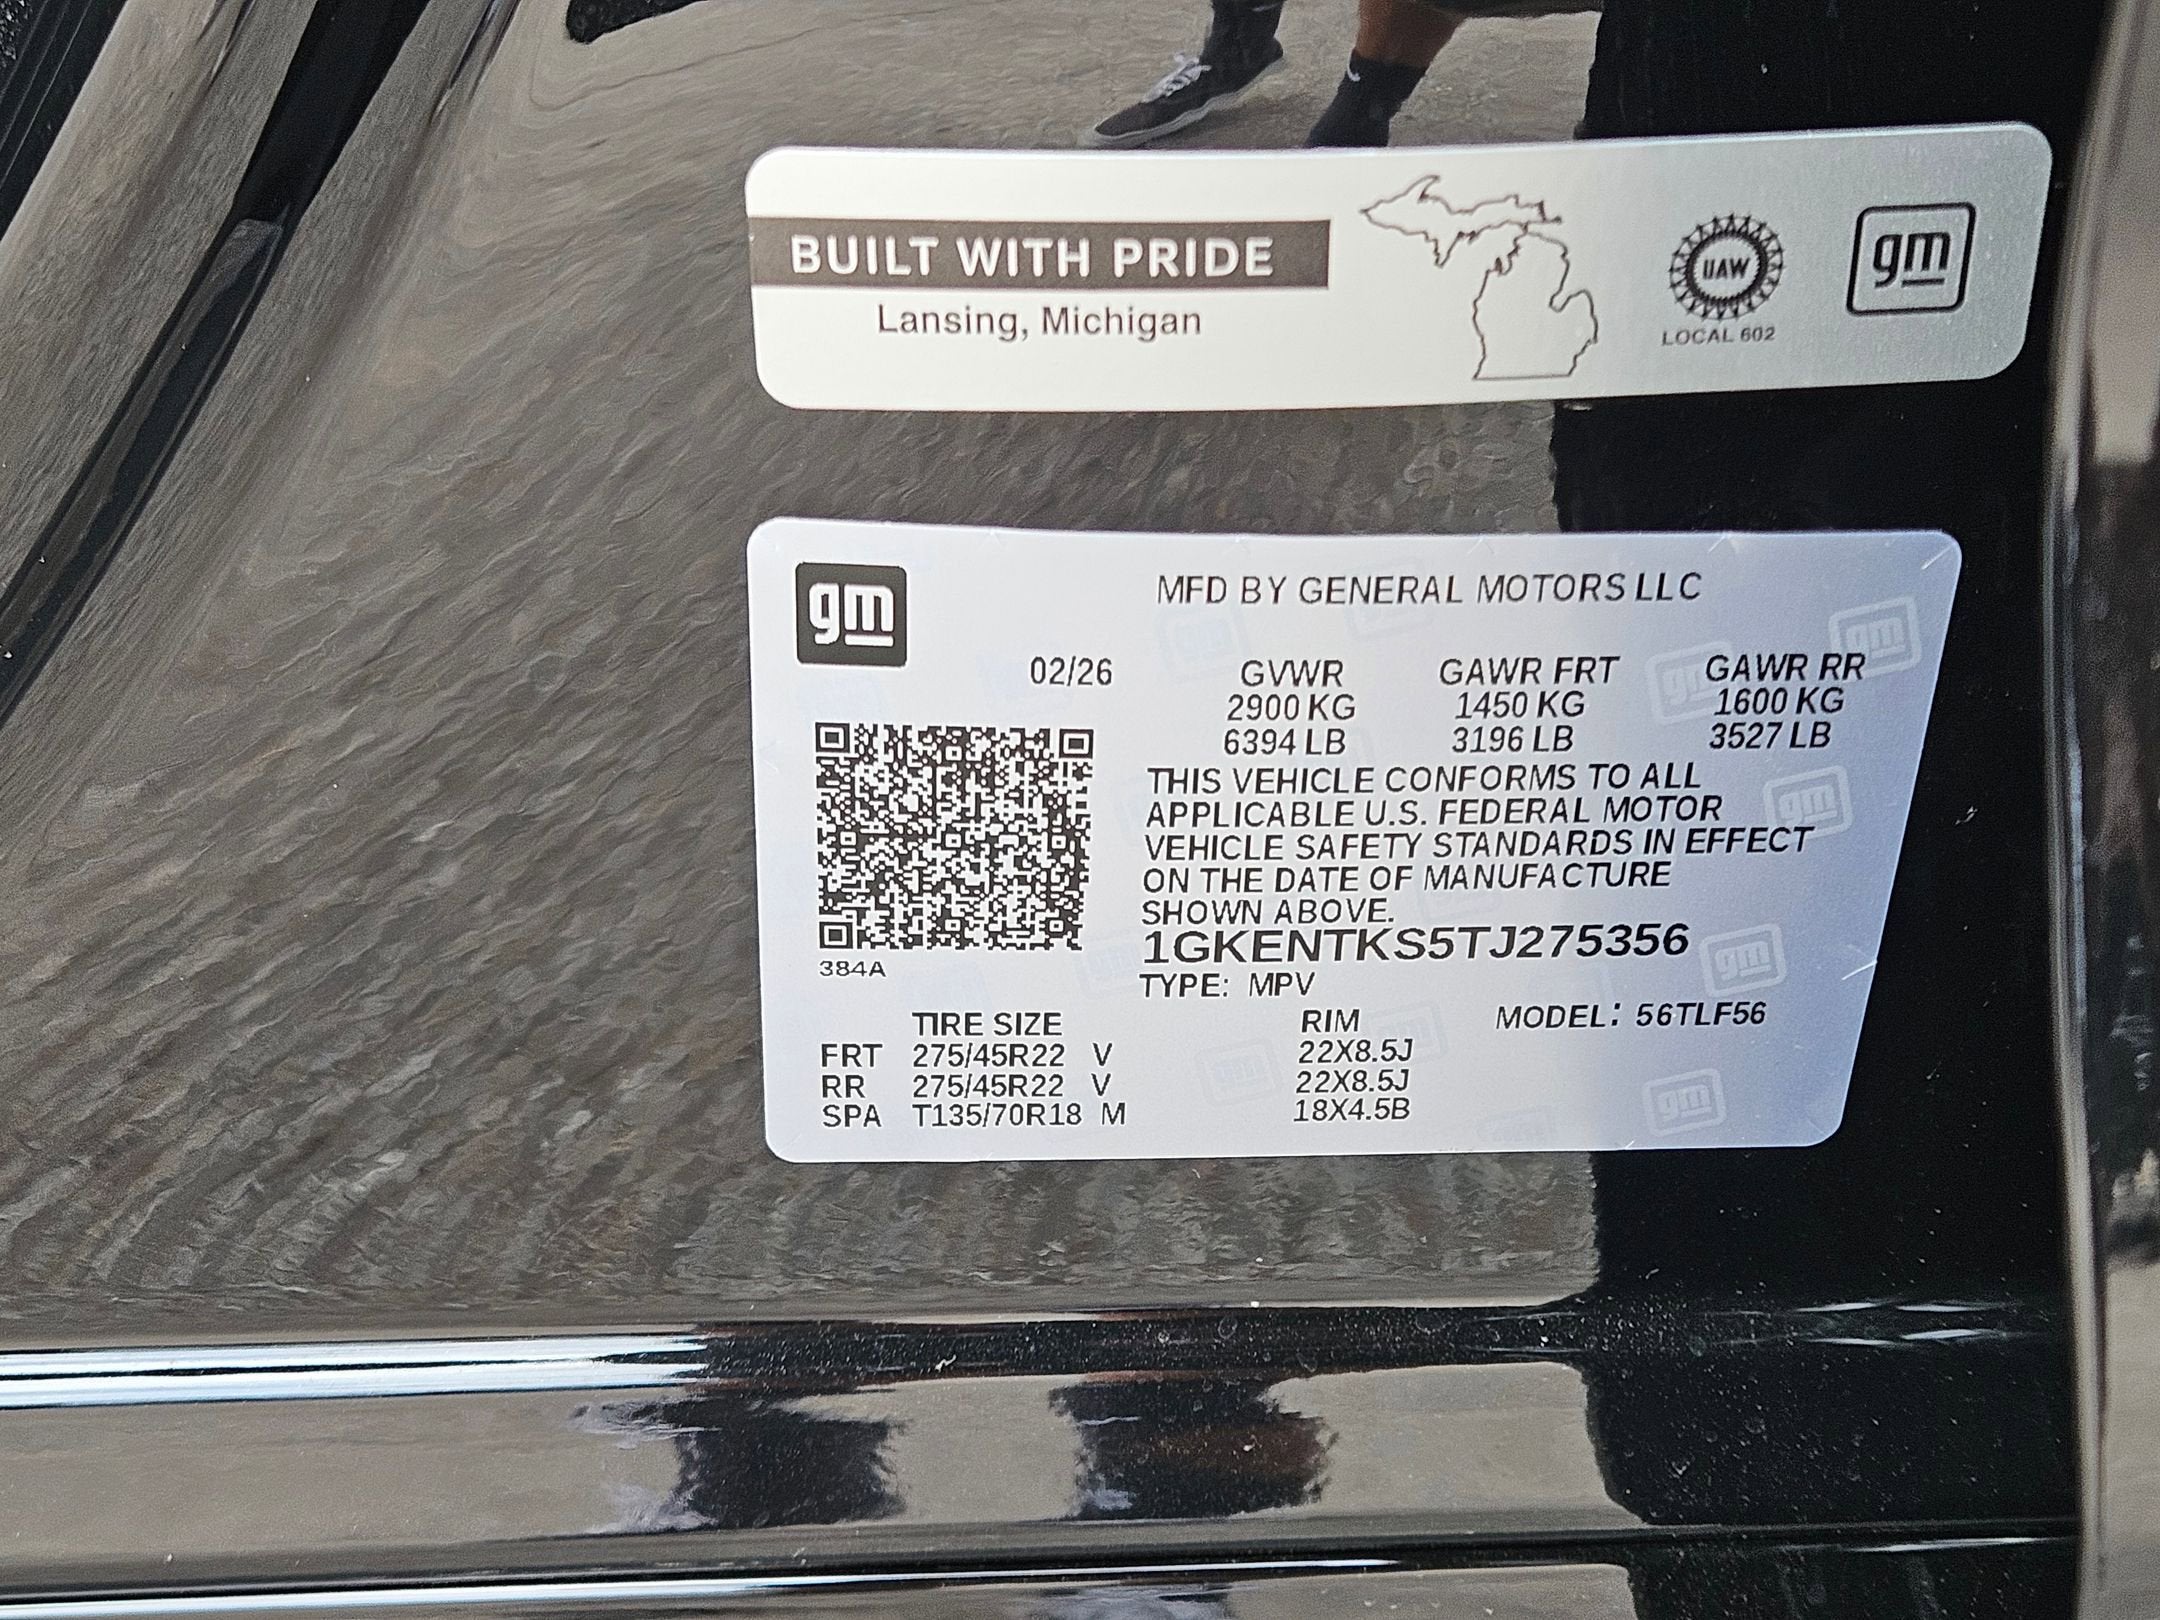 BUILT WITH PRIDE
Lansing, Michigan
UAW
LOCAL 602
gm
gm
MFD BY GENERAL MOTORS LLC
02/26 GVWR GAWR FRT GAWR RR
2900 KG 1450 KG 1600 KG
6394 LB 3196 LB 3527 LB
THIS VEHICLE CONFORMS TO ALL
APPLICABLE U.S. FEDERAL MOTOR
VEHICLE SAFETY STANDARDS IN EFFECT
ON THE DATE OF MANUFACTURE
SHOWN ABOVE.
1GKENTKS5TJ275356
384A
TYPE: MPV
TIRE SIZE RIM MODEL: 56TLF56
FRT 275/45R22 V 22X8.5J
RR 275/45R22 V 22X8.5J
SPA T135/70R18 M 18X4.5B